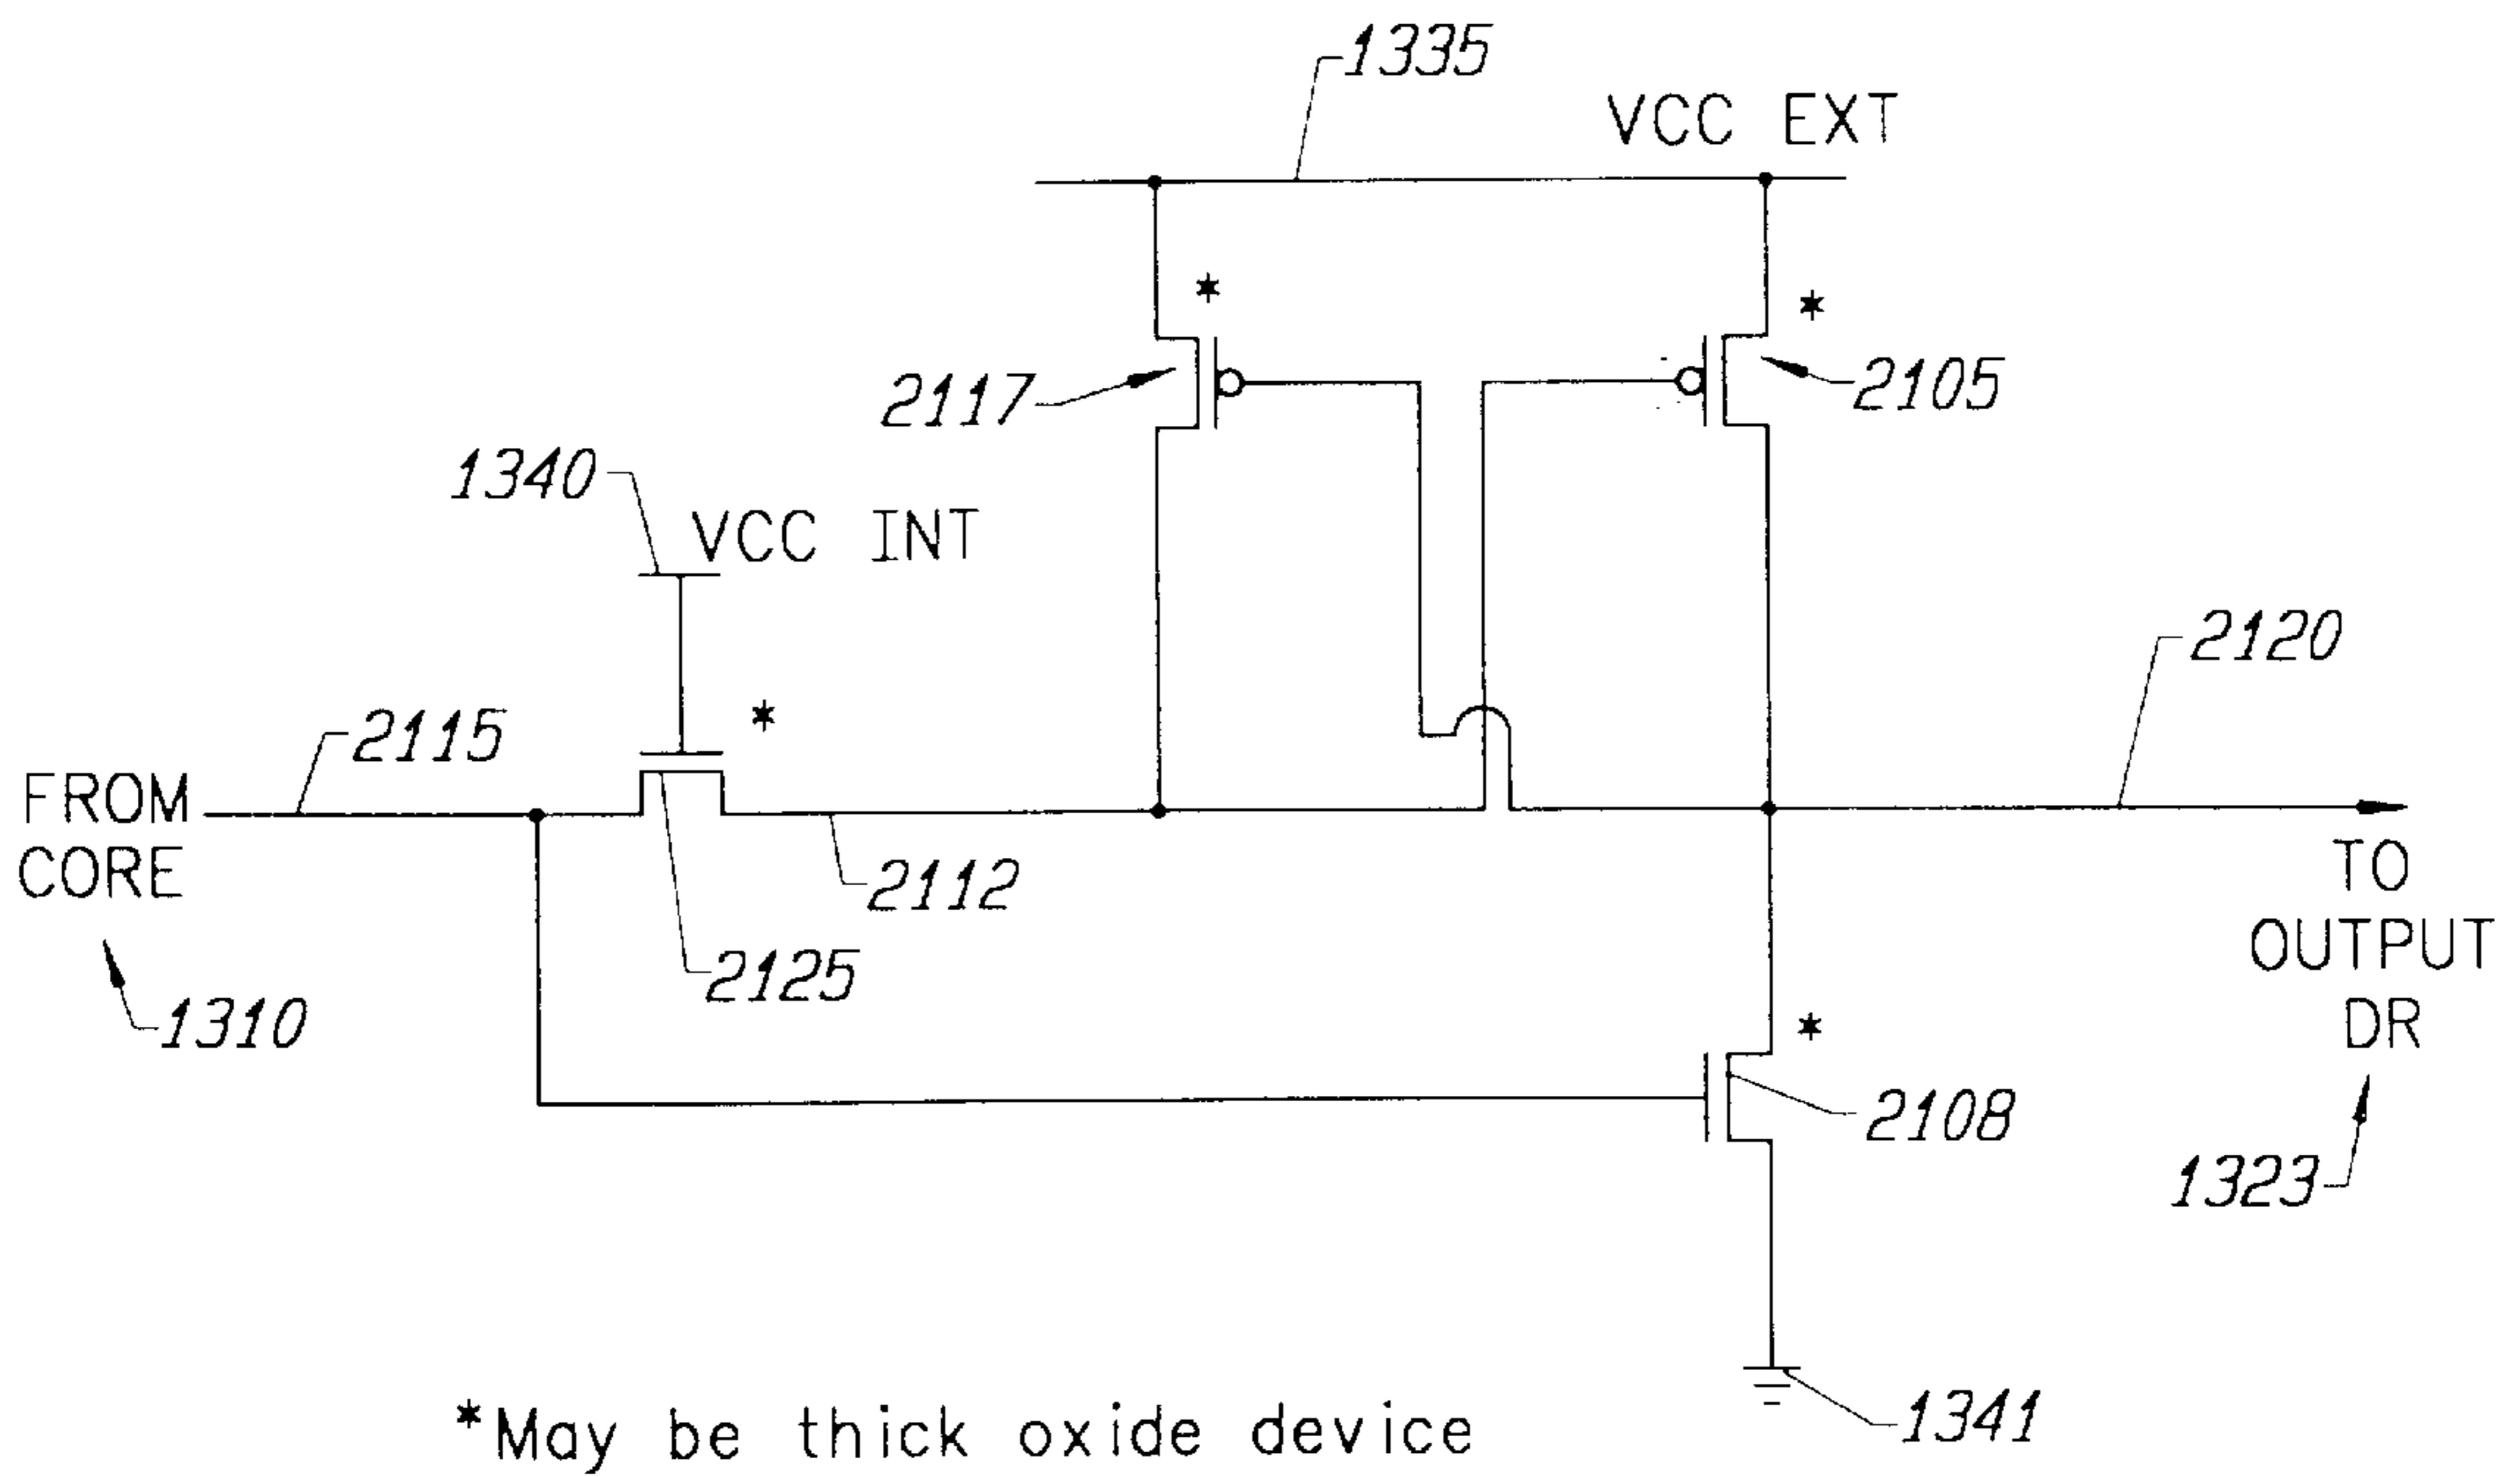 1335
VCC EXT
*
*
2117
2105
1340
VCC INT
2120
*
2115
FROM
CORE
2112
TO
OUTPUT
DR
2125
1310
*
2108
1323
1341
*May be thick oxide device